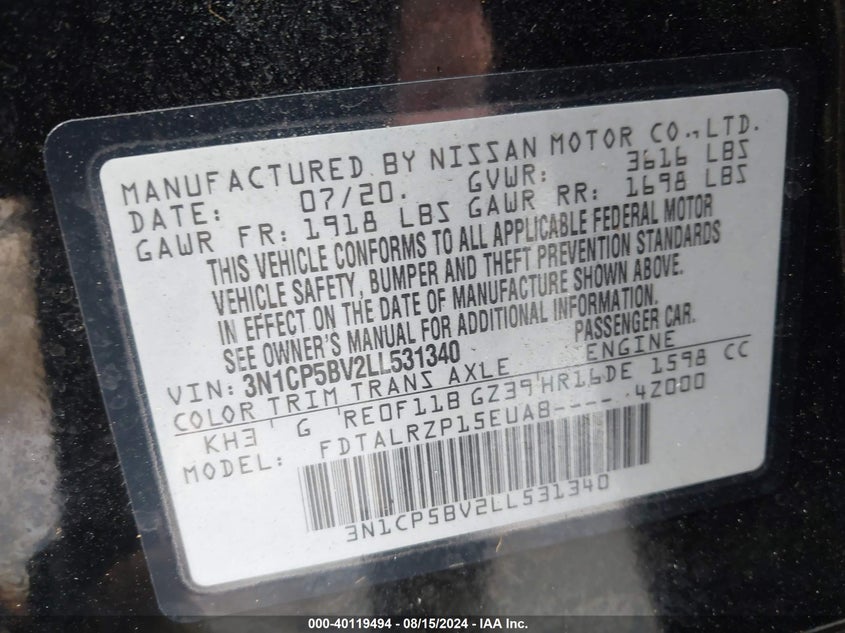 MANUFACTURED BY NISSAN MOTOR CO., LTD.
DATE: 07/20. GVWR: 3616 LBS
GAWR FR: 1918 LBS GAWR RR: 1698 LBS
THIS VEHICLE CONFORMS TO ALL APPLICABLE FEDERAL MOTOR
VEHICLE SAFETY, BUMPER AND THEFT PREVENTION STANDARDS
IN EFFECT ON THE DATE OF MANUFACTURE SHOWN ABOVE.
SEE OWNER'S MANUAL FOR ADDITIONAL INFORMATION.
VIN: 3N1CP5BV2LL531340 PASSENGER CAR.
COLOR TRIM TRANS AXLE ENGINE
KH3 G RE0F11B GZ39 HR16DE 1598 CC
MODEL: FDTALRZP15EUA8----- 4Z000
3N1CP5BV2LL531340
000-40119494 - 08/15/2024 - IAA Inc.